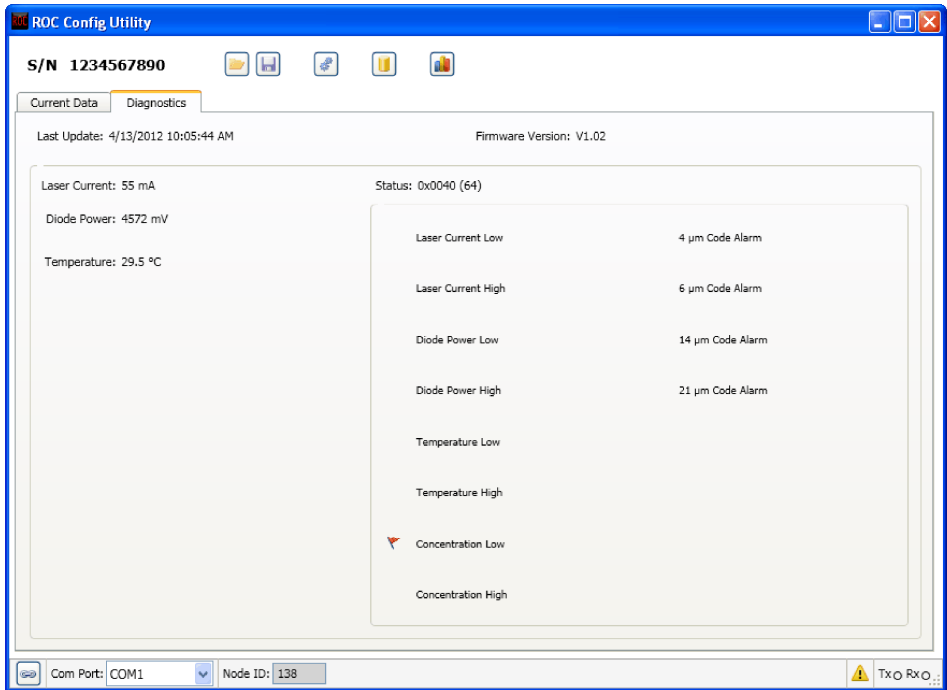 ROC Config Utility
S/N 1234567890
Current Data Diagnostics
Last Update: 4/13/2012 10:05:44 AM Firmware Version: V1.02
Laser Current: 55 mA Status: 0x0040 (64)
Diode Power: 4572 mV
Temperature: 29.5 ºC
Laser Current Low 4 µm Code Alarm
Laser Current High 6 µm Code Alarm
Diode Power Low 14 µm Code Alarm
Diode Power High 21 µm Code Alarm
Temperature Low
Temperature High
Concentration Low
Concentration High
Com Port: COM1 Node ID: 138 Tx Rx